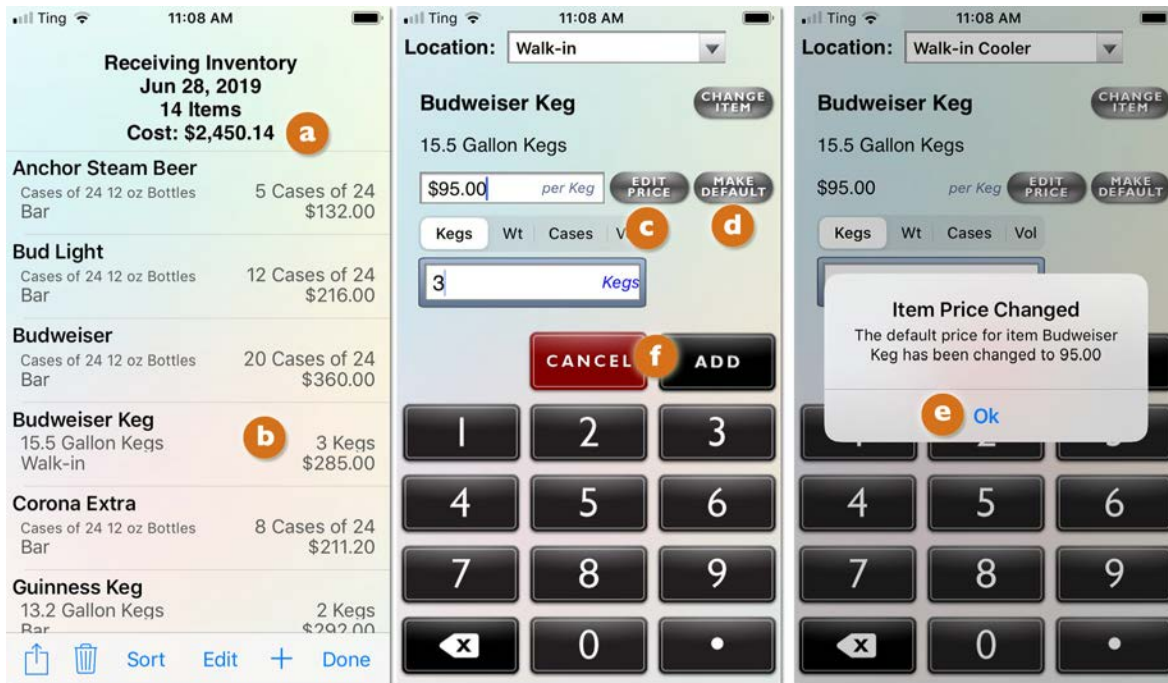 Ting 11:08 AM
Receiving Inventory
Jun 28, 2019
14 Items
Cost: $2,450.14
a
Anchor Steam Beer
Cases of 24 12 oz Bottles 5 Cases of 24
Bar $132.00
Bud Light
Cases of 24 12 oz Bottles 12 Cases of 24
Bar $216.00
Budweiser
Cases of 24 12 oz Bottles 20 Cases of 24
Bar $360.00
Budweiser Keg
15.5 Gallon Kegs b 3 Kegs
Walk-in $285.00
Corona Extra
Cases of 24 12 oz Bottles 8 Cases of 24
Bar $211.20
Guinness Keg
13.2 Gallon Kegs 2 Kegs
Bar $292.00
Sort Edit + Done
Ting 11:08 AM
Location: Walk-in
Budweiser Keg CHANGE ITEM
15.5 Gallon Kegs
$95.00 per Keg EDIT PRICE MAKE DEFAULT
Kegs Wt Cases c d
3 Kegs
CANCEL f ADD
1 2 3
4 5 6
7 8 9
x 0 .
Ting 11:08 AM
Location: Walk-in Cooler
Budweiser Keg CHANGE ITEM
15.5 Gallon Kegs
$95.00 per Keg EDIT PRICE MAKE DEFAULT
Kegs Wt Cases Vol
Item Price Changed
The default price for item Budweiser
Keg has been changed to 95.00
e Ok
4 5 6
7 8 9
x 0 .